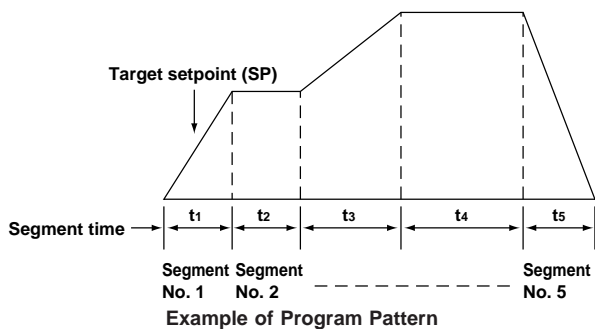 Target setpoint (SP)
Segment time
t1 t2 t3 t4 t5
Segment Segment Segment
No. 1 No. 2 No. 5
Example of Program Pattern